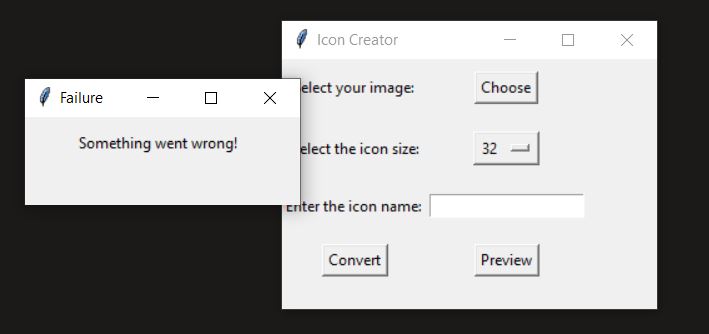 Icon Creator
Failure
Something went wrong!
elect your image:
Choose
elect the icon size:
32
Enter the icon name:
Convert
Preview